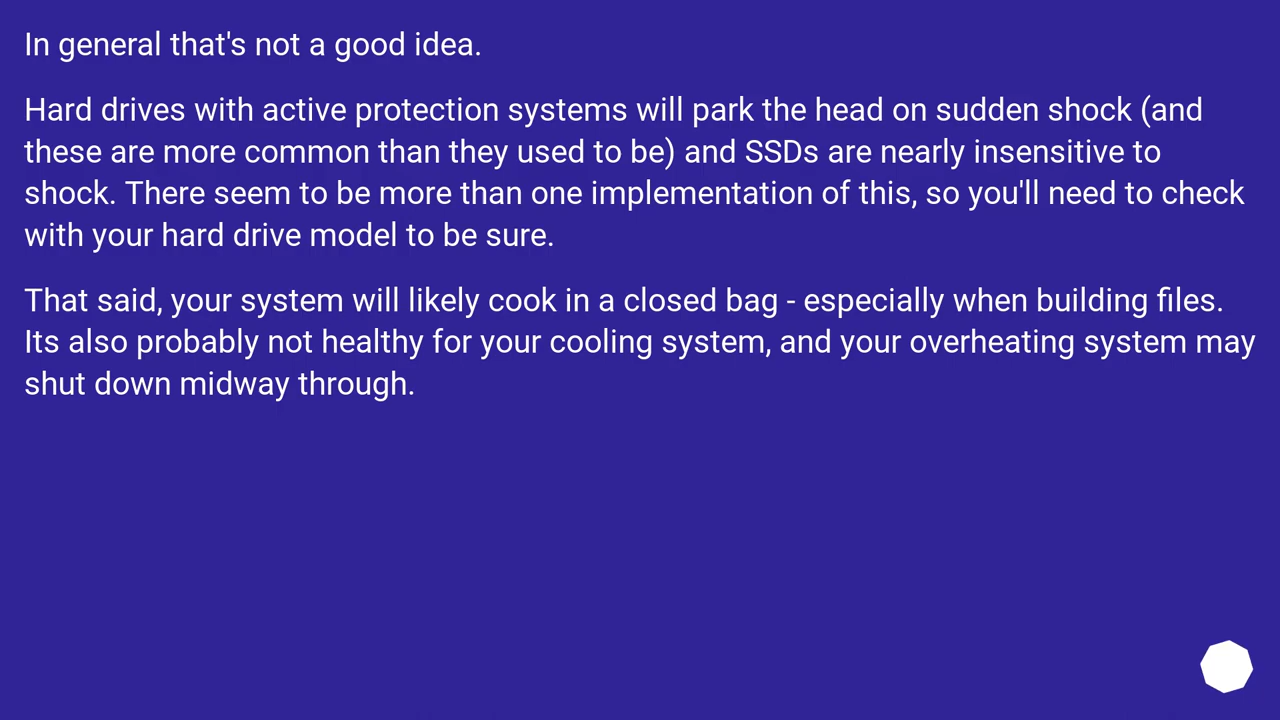 In general that's not a good idea.
Hard drives with active protection systems will park the head on sudden shock (and
these are more common than they used to be) and SSDs are nearly insensitive to
shock. There seem to be more than one implementation of this, so you'll need to check
with your hard drive model to be sure.
That said, your system will likely cook in a closed bag - especially when building files.
Its also probably not healthy for your cooling system, and your overheating system may
shut down midway through.